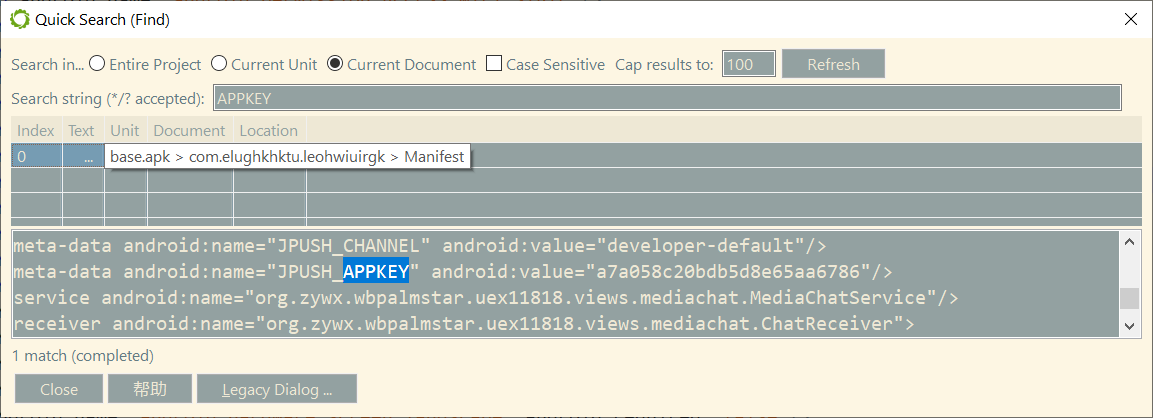 Quick Search (Find)
Search in... Entire Project Current Unit Current Document Case Sensitive Cap results to: 100 Refresh
Search string (*/? accepted): APPKEY
Index Text Unit Document Location
0 ... base.apk > com.elughkhktu.leohwiuirgk > Manifest
meta-data android:name="JPUSH_CHANNEL" android:value="developer-default"/>
meta-data android:name="JPUSH_APPKEY" android:value="a7a058c20bdb5d8e65aa6786"/>
service android:name="org.zywx.wbpalmstar.uex11818.views.mediachat.MediaChatService"/>
receiver android:name="org.zywx.wbpalmstar.uex11818.views.mediachat.ChatReceiver">
1 match (completed)
Close 帮助 Legacy Dialog ...